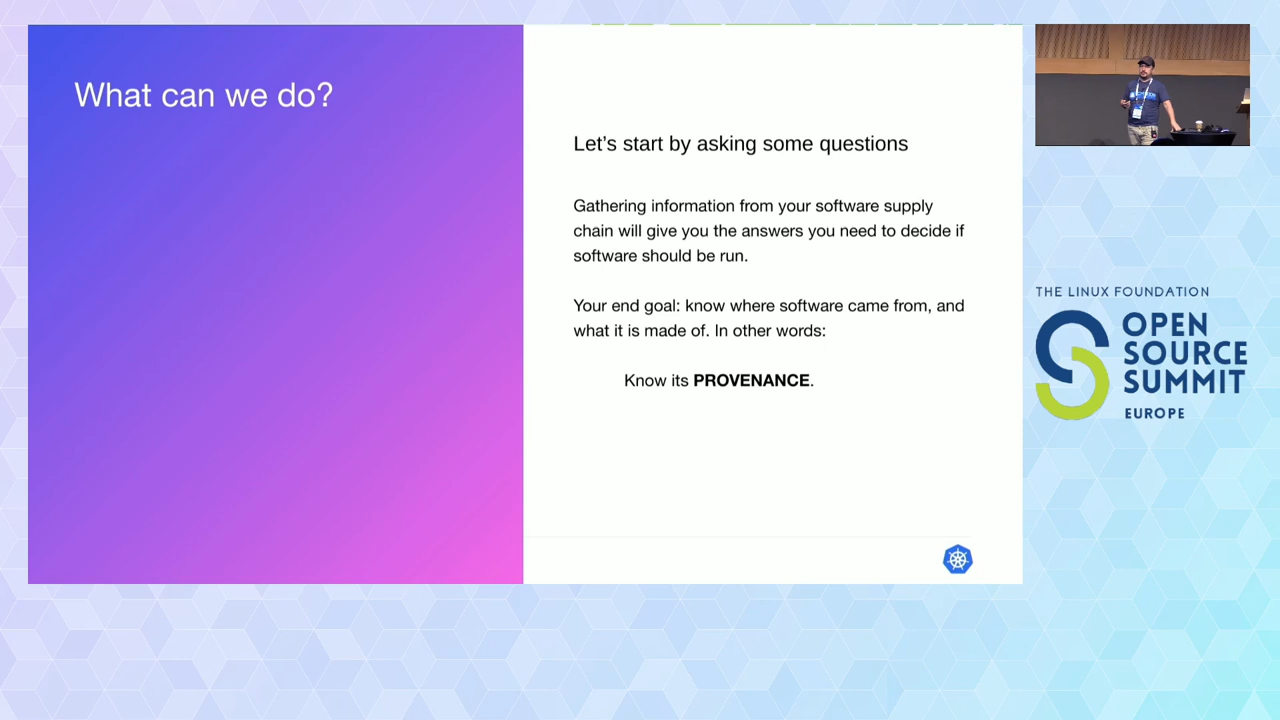 What can we do?
Let’s start by asking some questions
Gathering information from your software supply
chain will give you the answers you need to decide if
software should be run.
Your end goal: know where software came from, and
what it is made of. In other words:
Know its PROVENANCE.
THE LINUX FOUNDATION
OPEN
SOURCE
SUMMIT
EUROPE